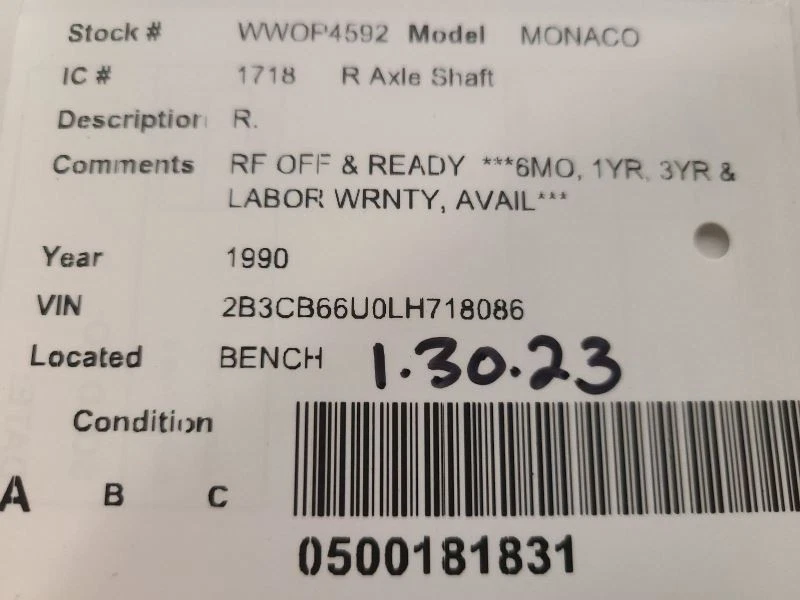 Stock # WWOP4592 Model MONACO
IC # 1718 R Axle Shaft
Description R.
Comments RF OFF & READY ***6MO, 1YR, 3YR &
LABOR WRNTY, AVAIL***
Year 1990
VIN 2B3CB66U0LH718086
Located BENCH 1.30.23
Condition
A B C
0500181831